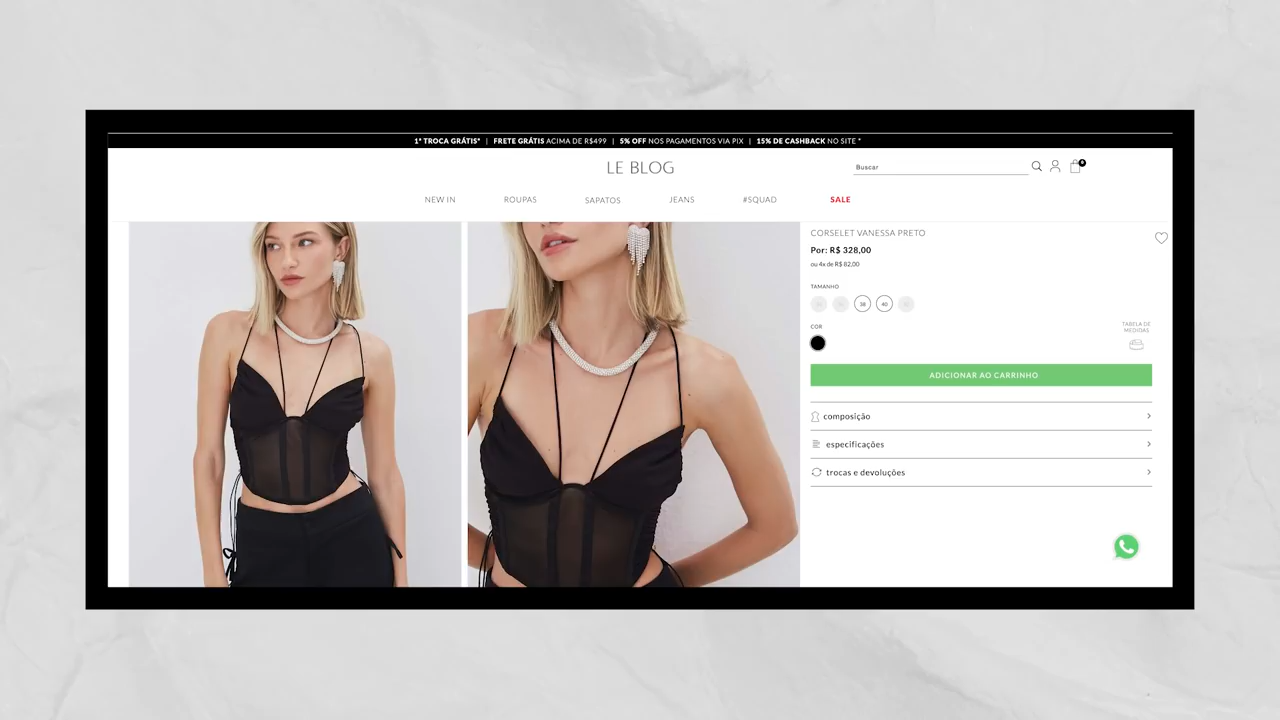 1ª TROCA GRÁTIS* | FRETE GRÁTIS ACIMA DE R$499 | 5% OFF NOS PAGAMENTOS VIA PIX | 15% DE CASHBACK NO SITE *
LE BLOG
Buscar
0
NEW IN ROUPAS SAPATOS JEANS #SQUAD SALE
CORSELET VANESSA PRETO
Por: R$ 328,00
ou 4x de R$ 82,00
TAMANHO
38 40
COR
TABELA DE
MEDIDAS
ADICIONAR AO CARRINHO
composição
especificações
trocas e devoluções